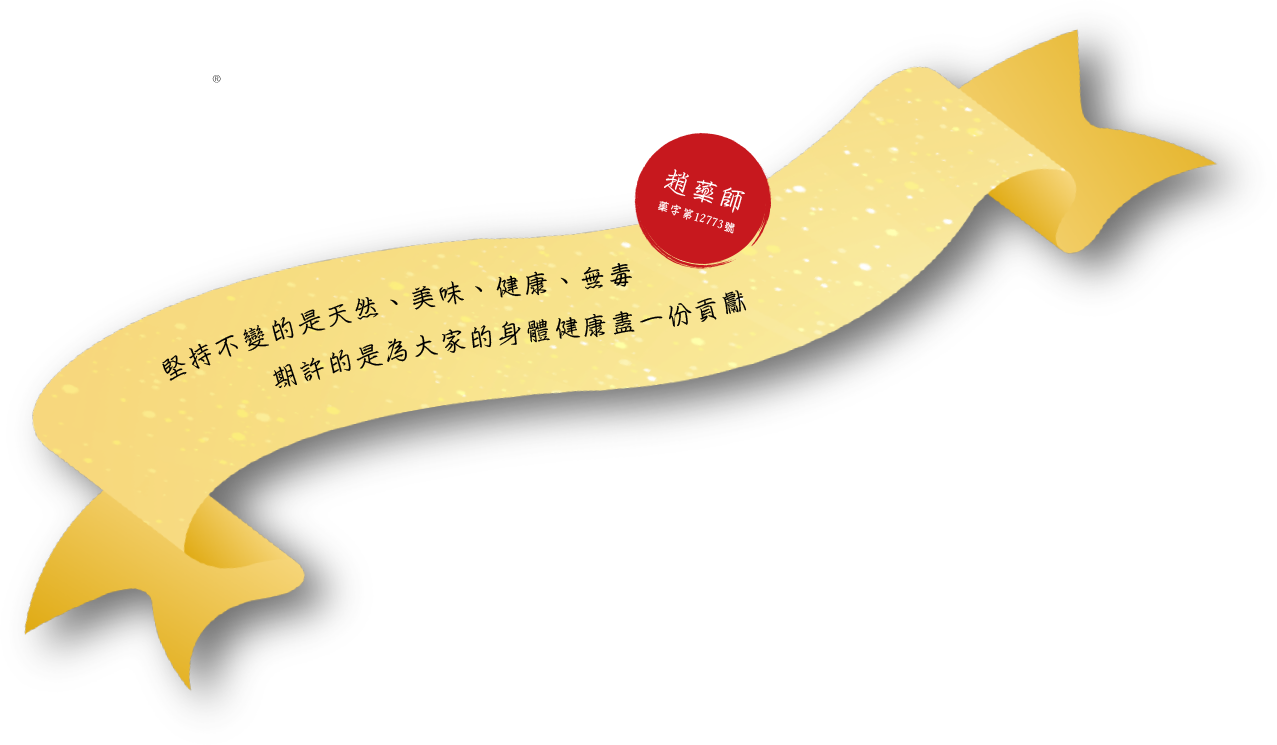 ®
趙藥師
藥字第12773號
堅持不變的是天然、美味、健康、無毒
期許的是為大家的身體健康盡一份貢獻